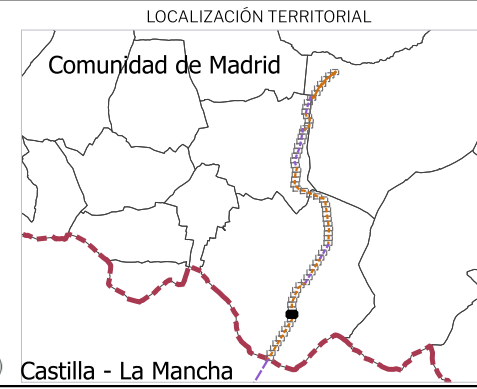 LOCALIZACIÓN TERRITORIAL
Comunidad de Madrid
Castilla - La Mancha